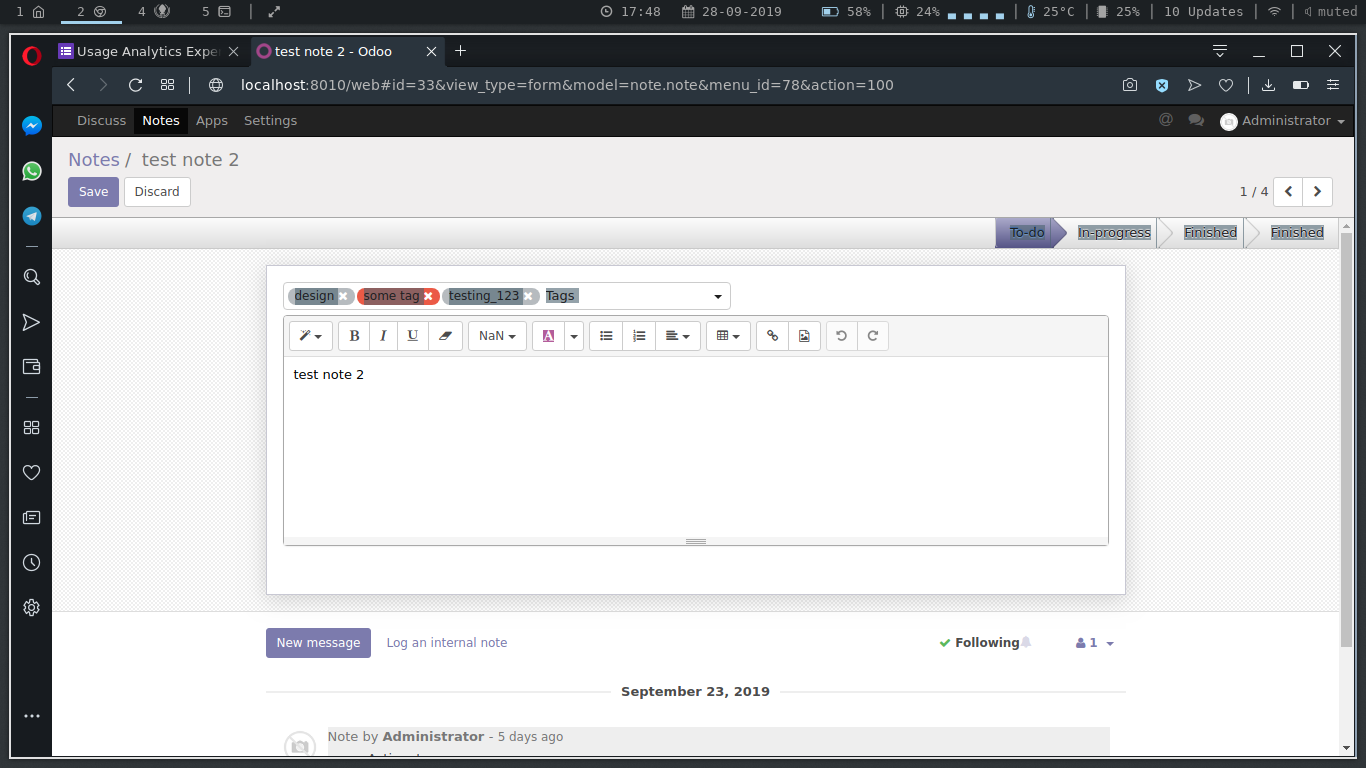 1 2 4 5 17:48 28-09-2019 58% 24% 25°C 25% 10 Updates muted
Usage Analytics Expe test note 2 - Odoo
localhost:8010/web#id=33&view_type=form&model=note.note&menu_id=78&action=100
Discuss Notes Apps Settings @ Administrator
Notes / test note 2
Save Discard 1 / 4
To-do In-progress Finished Finished
design some tag testing_123 Tags
B I U NaN A
test note 2
New message Log an internal note Following 1
September 23, 2019
Note by Administrator - 5 days ago